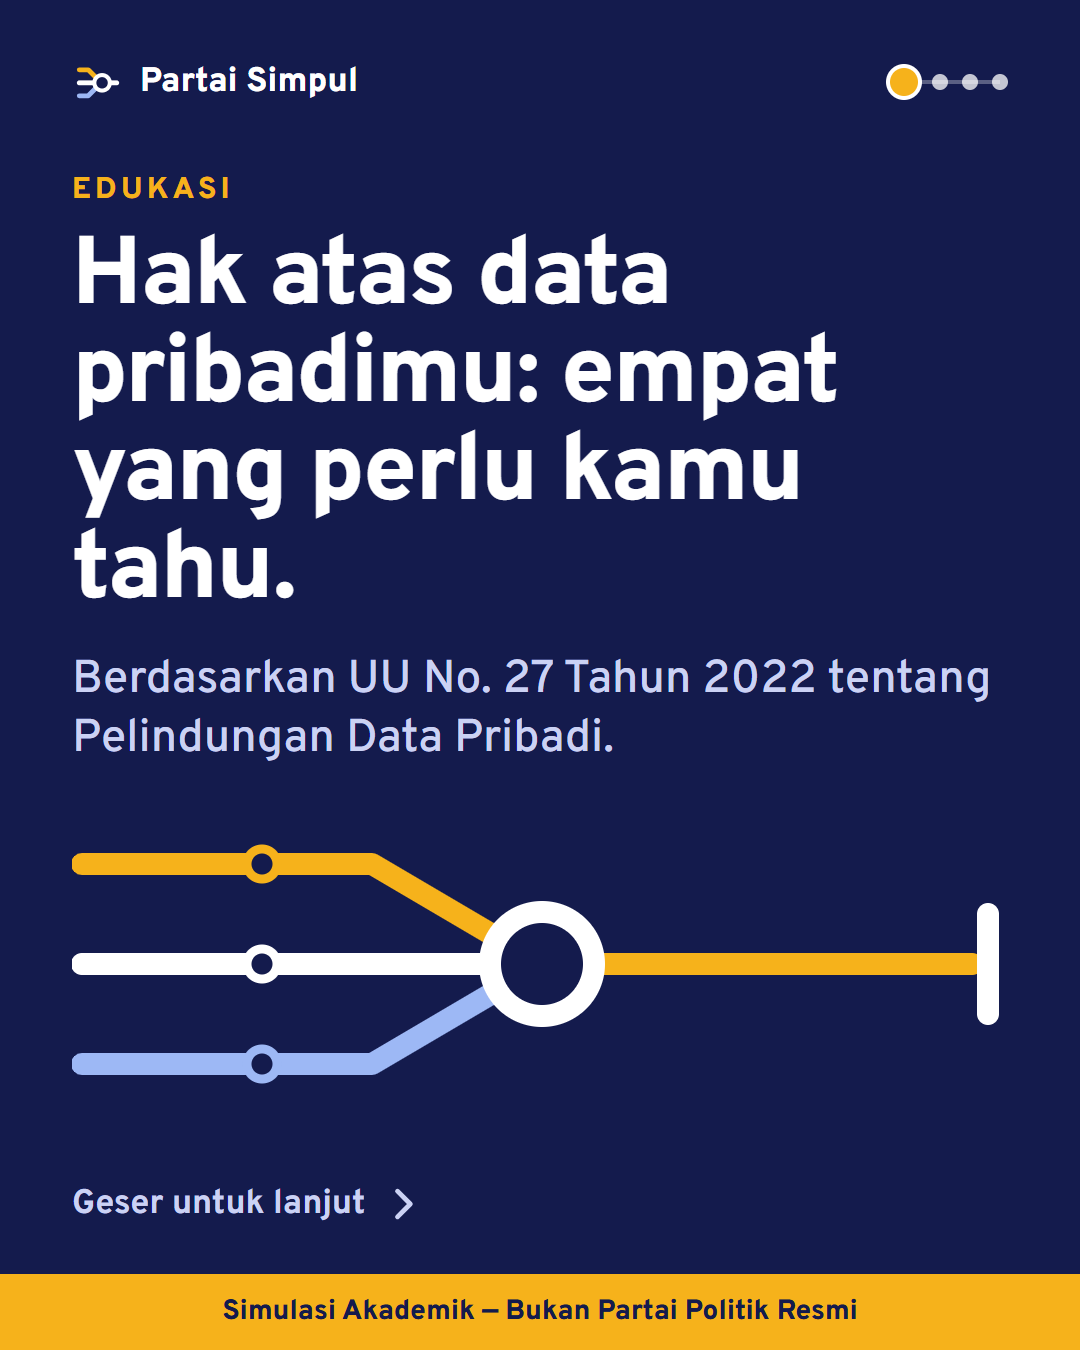 Partai Simpul
EDUKASI
Hak atas data
pribadimu: empat
yang perlu kamu
tahu.
Berdasarkan UU No. 27 Tahun 2022 tentang
Pelindungan Data Pribadi.
Geser untuk lanjut
Simulasi Akademik — Bukan Partai Politik Resmi